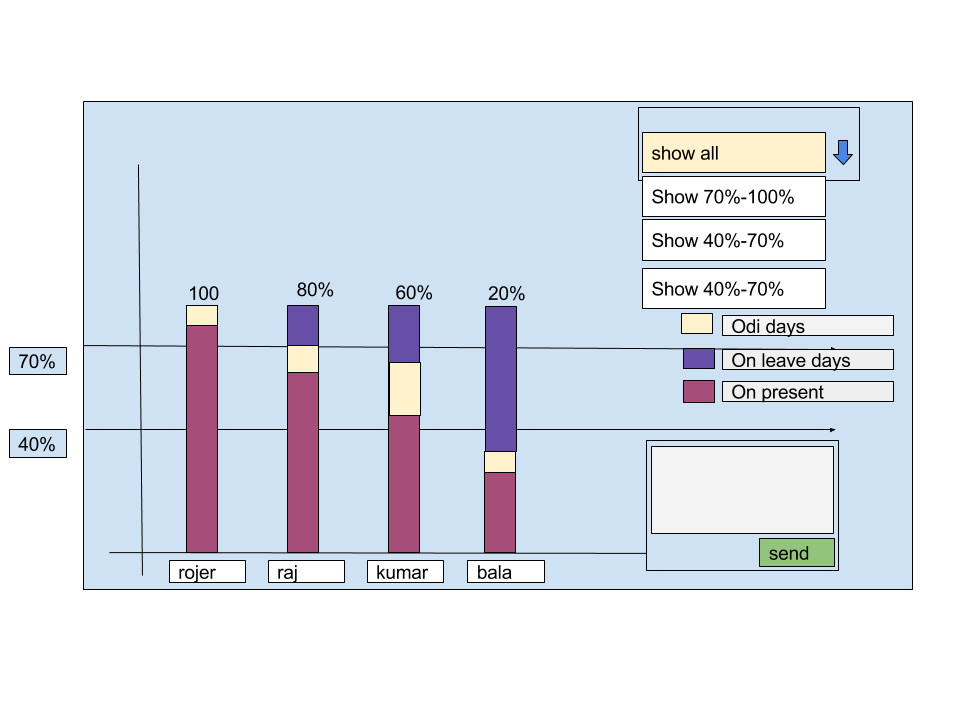 show all
Show 70%-100%
Show 40%-70%
Show 40%-70%
100
80%
60%
20%
Odi days
On leave days
On present
70%
40%
send
rojer
raj
kumar
bala